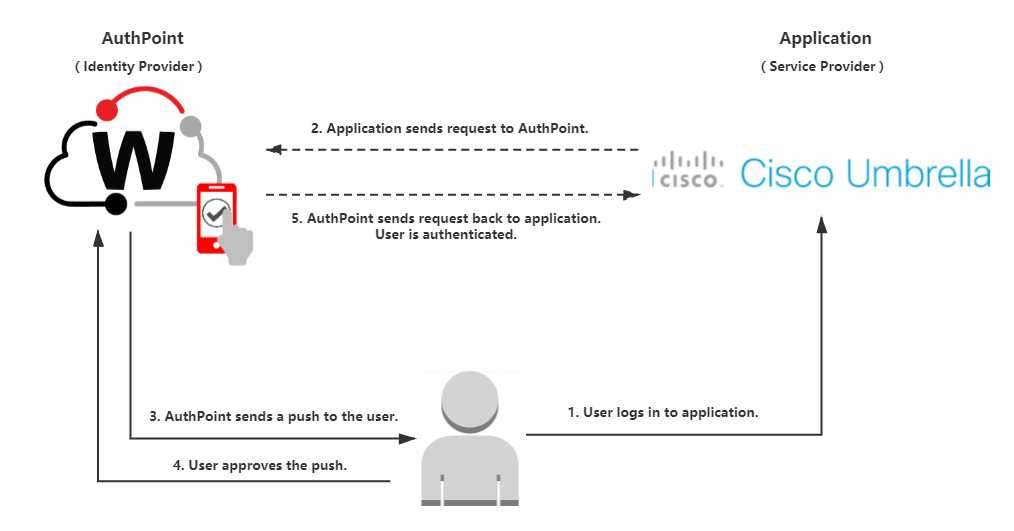 AuthPoint
( Identity Provider )
Application
( Service Provider )
W
2. Application sends request to AuthPoint.
CISCO.
Cisco Umbrella
5. AuthPoint sends request back to application.
User is authenticated.
3. AuthPoint sends a push to the user.
1. User logs in to application.
4. User approves the push.